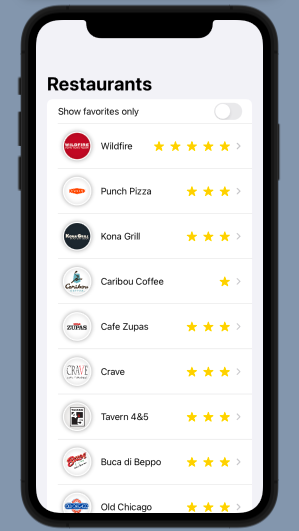 Restaurants
Show favorites only
WILDFIRE
Wildfire
Punch Pizza
KONA GRILL
Kona Grill
Caribou
Caribou Coffee
ZUPAS
Cafe Zupas
CRAVE
Crave
Tavern 4&5
Buca
Buca di Beppo
Old Chicago